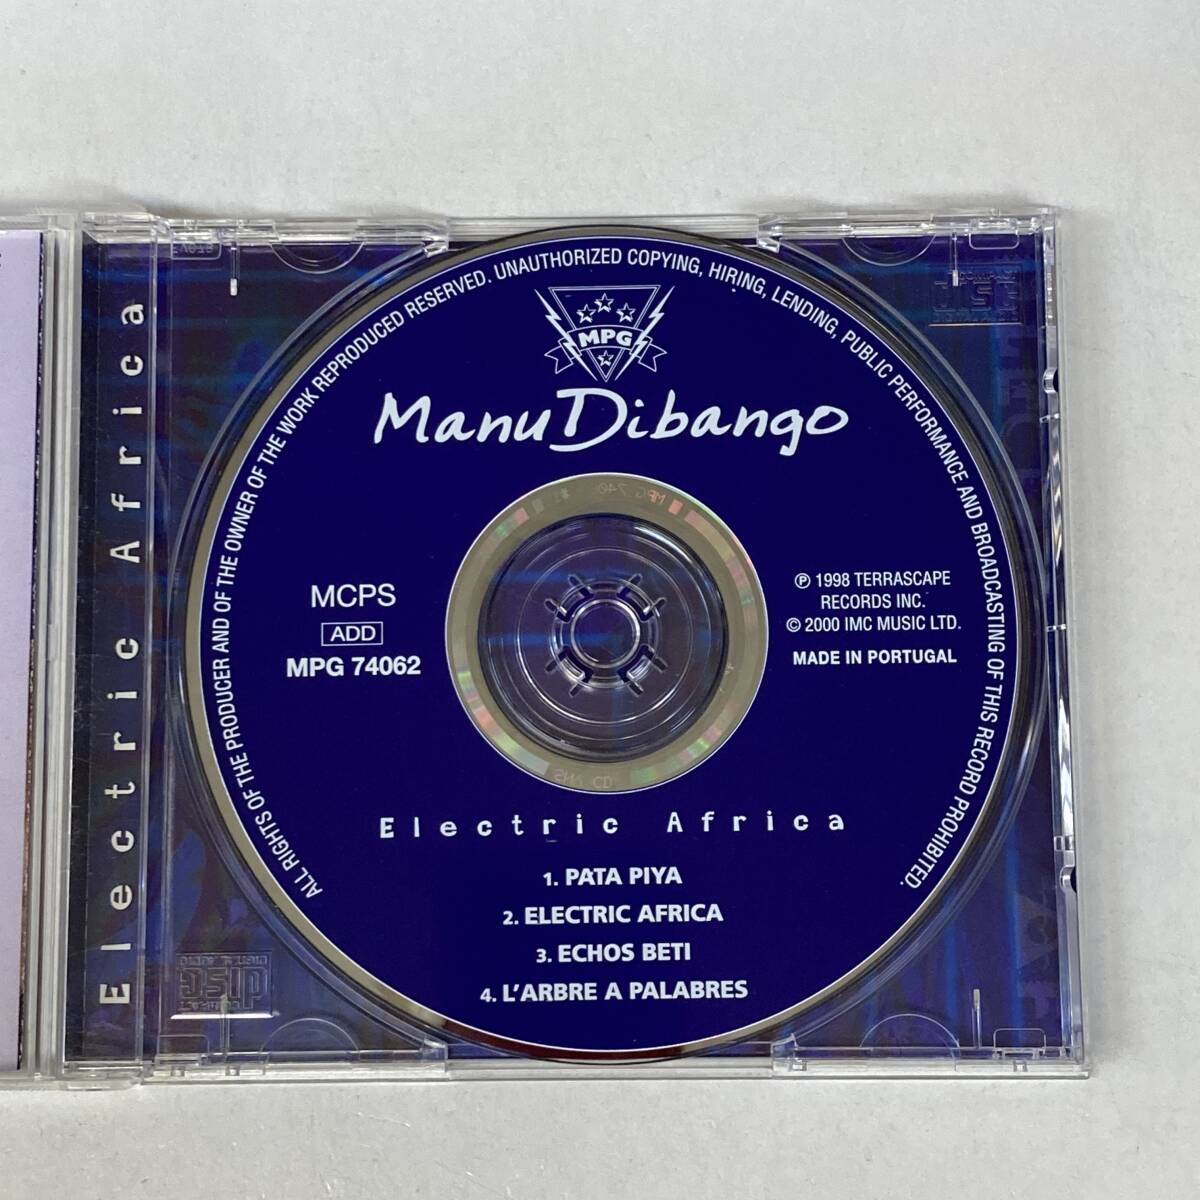 Electric Africa
ALL RIGHTS OF THE PRODUCER AND OF THE OWNER OF THE WORK REPRODUCED RESERVED. UNAUTHORIZED COPYING, HIRING, LENDING, PUBLIC PERFORMANCE AND BROADCASTING OF THIS RECORD PROHIBITED.
MPG
Manu Dibango
MCPS
ADD
MPG 74062
℗ 1998 TERRASCAPE
RECORDS INC.
© 2000 IMC MUSIC LTD.
MADE IN PORTUGAL
Electric Africa
1. PATA PIYA
2. ELECTRIC AFRICA
3. ECHOS BETI
4. L'ARBRE A PALABRES